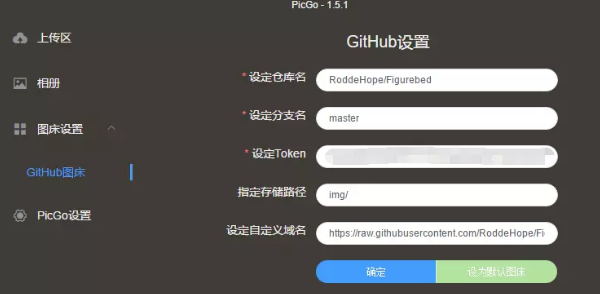 PicGo - 1.5.1
上传区
相册
图床设置
GitHub图床
PicGo设置
GitHub设置
* 设定仓库名 RoddeHope/Figurebed
* 设定分支名 master
* 设定Token
指定存储路径 img/
设定自定义域名 https://raw.githubusercontent.com/RoddeHope/Fi
确定 设为默认图床